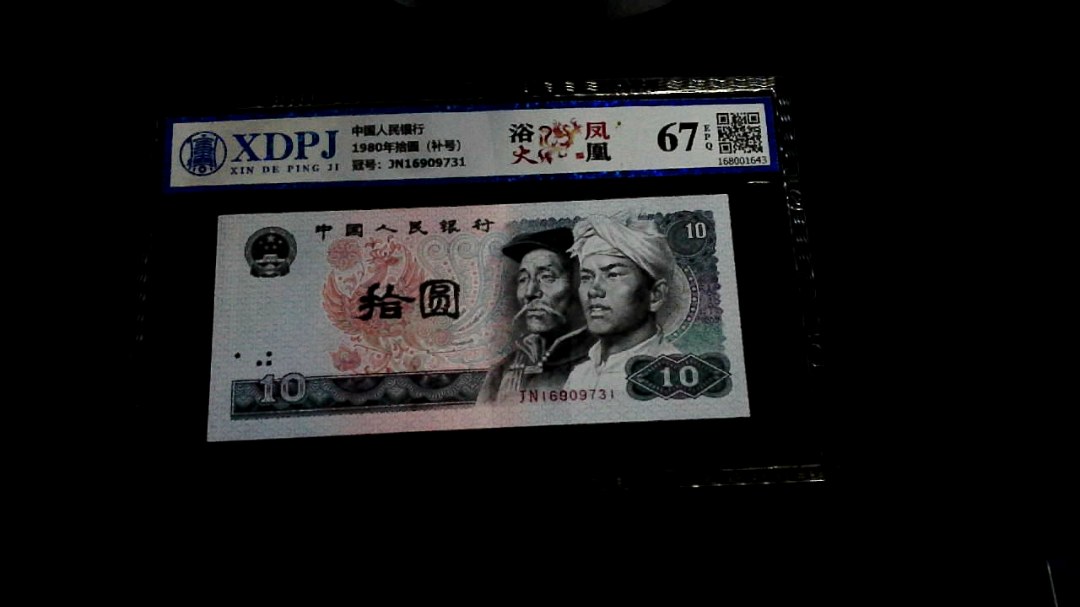 XDPJ
XIN DE PING JI
中國人民银行
1980年拾圆（补号）
冠号：JN16909731
浴火
凤凰
67 EPQ
168001643
中國人民银行
10
拾圆
10
10
JN16909731